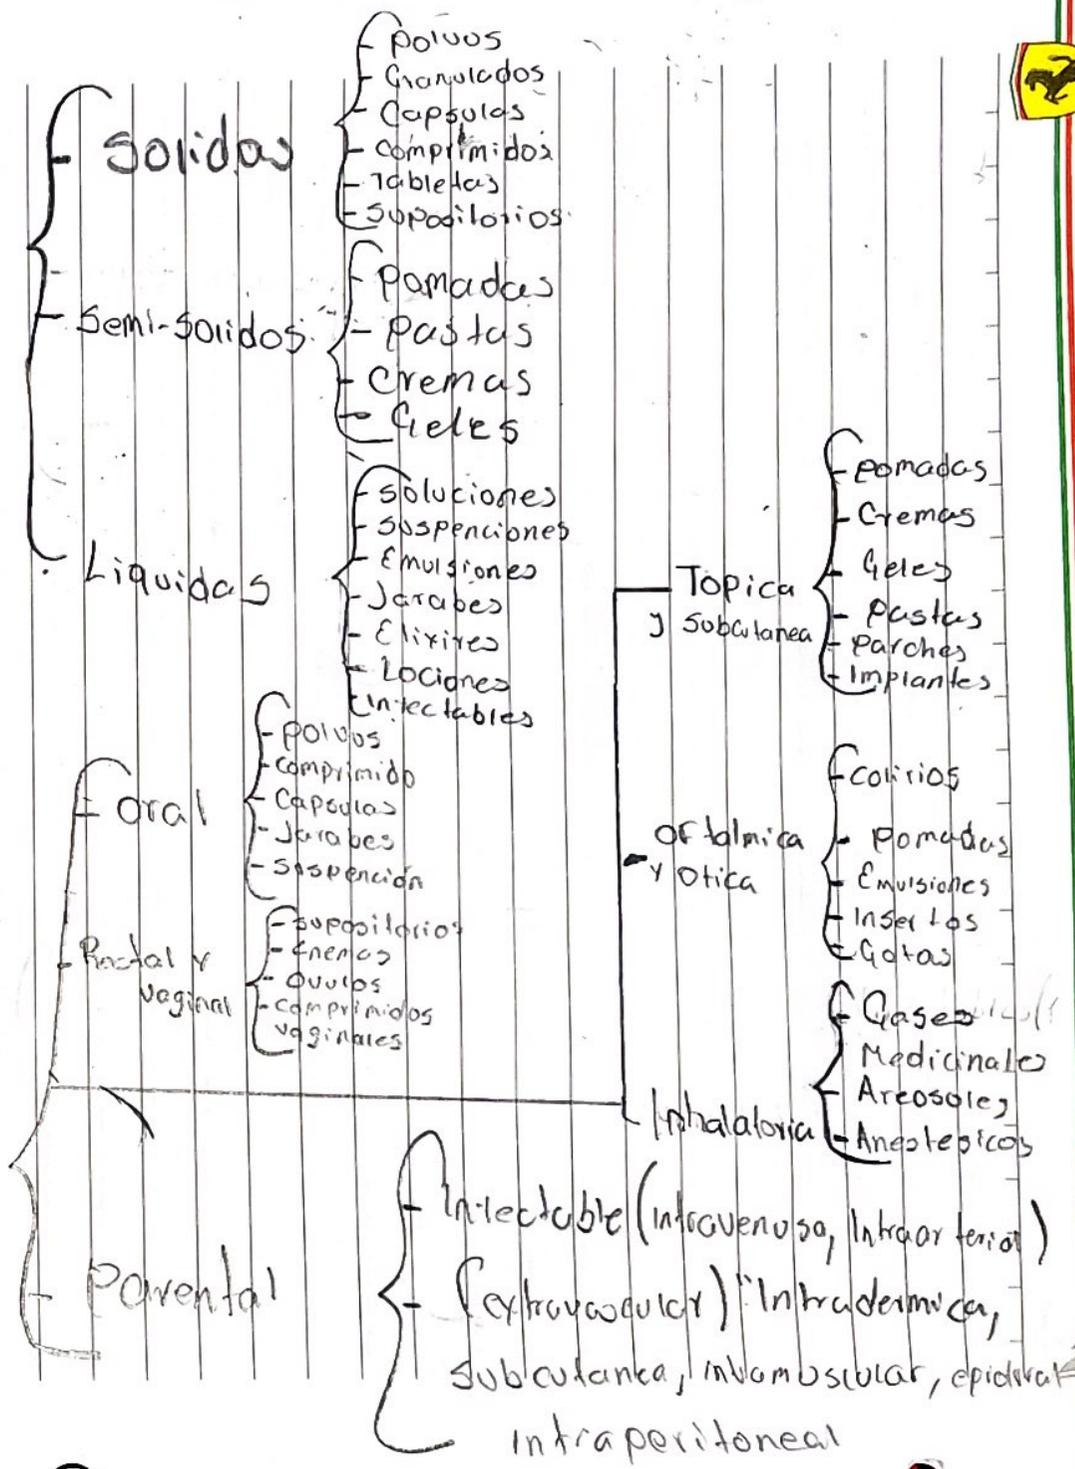 Solidas
- polvos
- Granulados
- Capsulas
- comprimidos
- Tabletas
- Supositorios
- Semi-solidos
- Pomadas
- Pastas
- Cremas
- Geles
Liquidas
- Soluciones
- Suspenciones
- Emulsiones
- Jarabes
- Elixires
- Lociones
- Inyectables
- oral
- polvos
- comprimido
- Capsulas
- Jarabes
- Suspención
- Rectal y
vaginal
- supositorios
- Enemas
- Ovulos
- comprimidos
vaginales
Topica
y subcutanea
- pomadas
- Cremas
- Geles
- Pastas
- Parches
- Implantes
- oftalmica
y otica
- colirios
- pomadas
- Emulsiones
- Insertos
- Gotas
Inhalatoria
- Gases
Medicinales
- Areosoles
- Anestesicos
- Parental
- Inyectable (intravenosa, Intraarterial)
- (extravascular) "Intradermica,
subcutanea, intramuscular, epidural
intraperitoneal